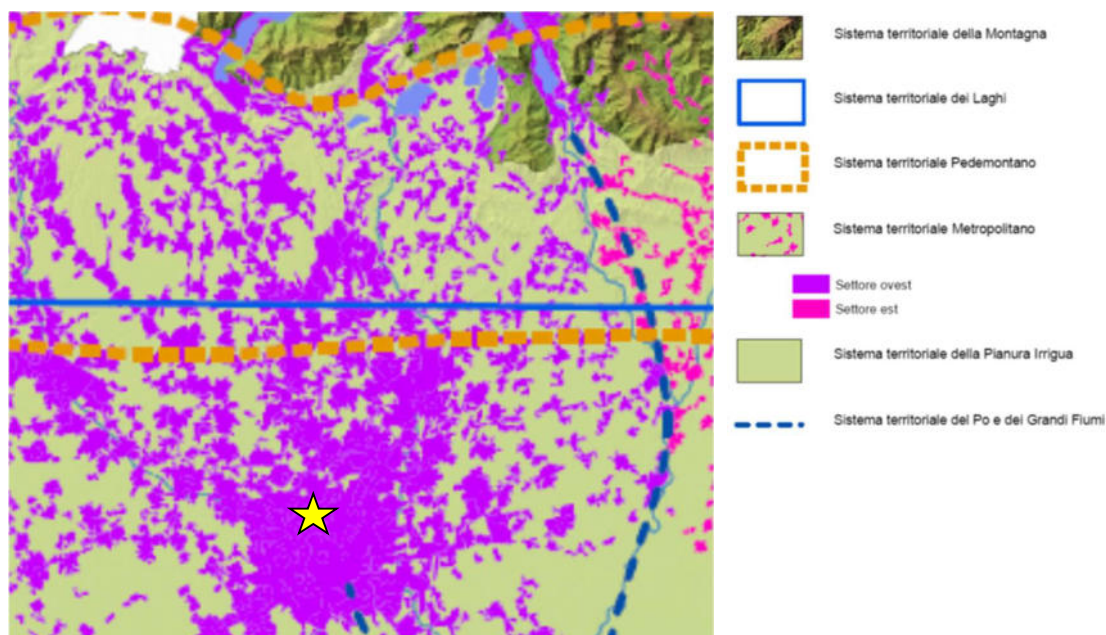 Sistema territoriale della Montagna
Sistema territoriale dei Laghi
Sistema territoriale Pedemontano
Sistema territoriale Metropolitano
Settore ovest
Settore est
Sistema territoriale della Pianura Irrigua
Sistema territoriale del Po e dei Grandi Fiumi